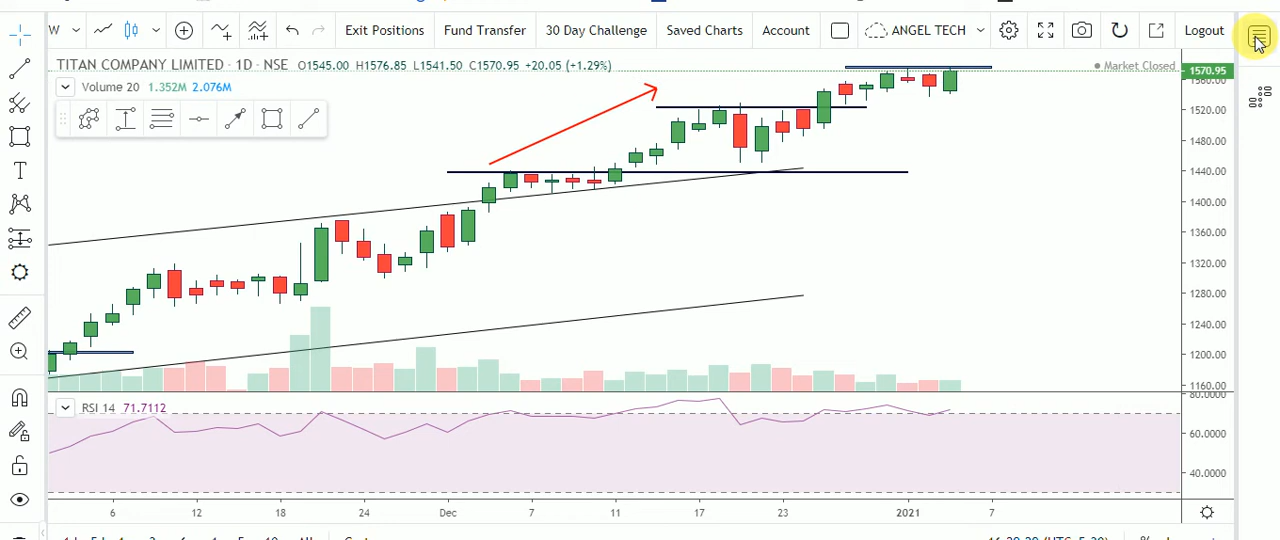 W Exit Positions Fund Transfer 30 Day Challenge Saved Charts Account ANGEL TECH Logout
TITAN COMPANY LIMITED · 1D · NSE O1545.00 H1576.85 L1541.50 C1570.95 +20.05 (+1.29%)
Market Closed
1570.95
Volume 20 1.352M 2.076M
T
1560.00
1520.00
1480.00
1440.00
1400.00
1360.00
1320.00
1280.00
1240.00
1200.00
1160.00
RSI 14 71.7112
80.0000
60.0000
40.0000
6 12 18 24 Dec 7 11 17 23 2021 7